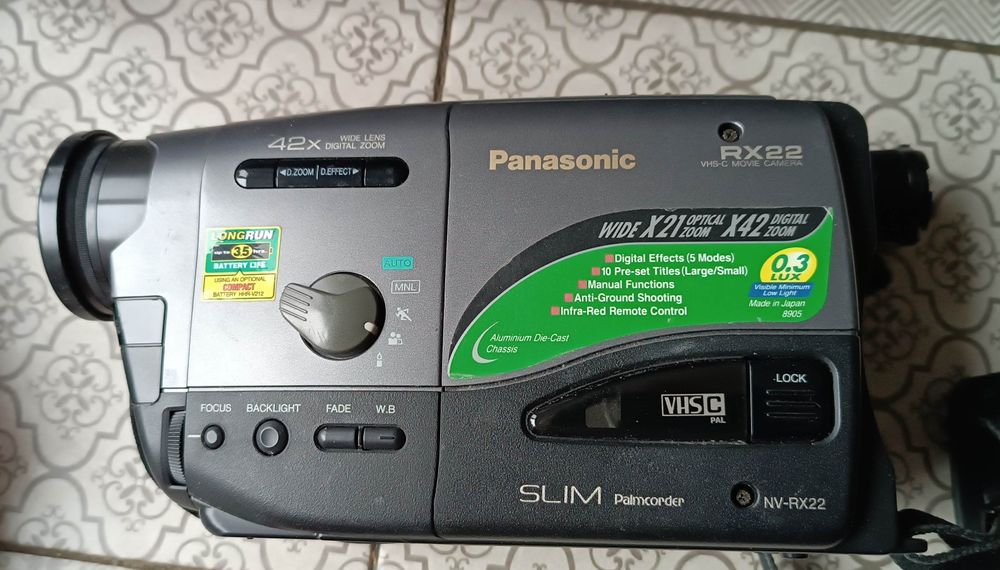 42X WIDE LENS
DIGITAL ZOOM
◀D.ZOOM | D.EFFECT▶
LONGRUN
3.5
BATTERY LIFE
USING AN OPTIONAL
COMPACT
BATTERY HHR-V212
AUTO
MNL
FOCUS
BACKLIGHT
FADE
W.B
Panasonic
RX22
VHS-C MOVIE CAMERA
WIDE X21 OPTICAL ZOOM X42 DIGITAL ZOOM
Digital Effects (5 Modes)
10 Pre-set Titles (Large/Small)
Manual Functions
Anti-Ground Shooting
Infra-Red Remote Control
0.3
LUX
Visible Minimum
Low Light
Made in Japan
8905
Aluminium Die-Cast
Chassis
VHS C
PAL
LOCK
SLIM Palmcorder
NV-RX22